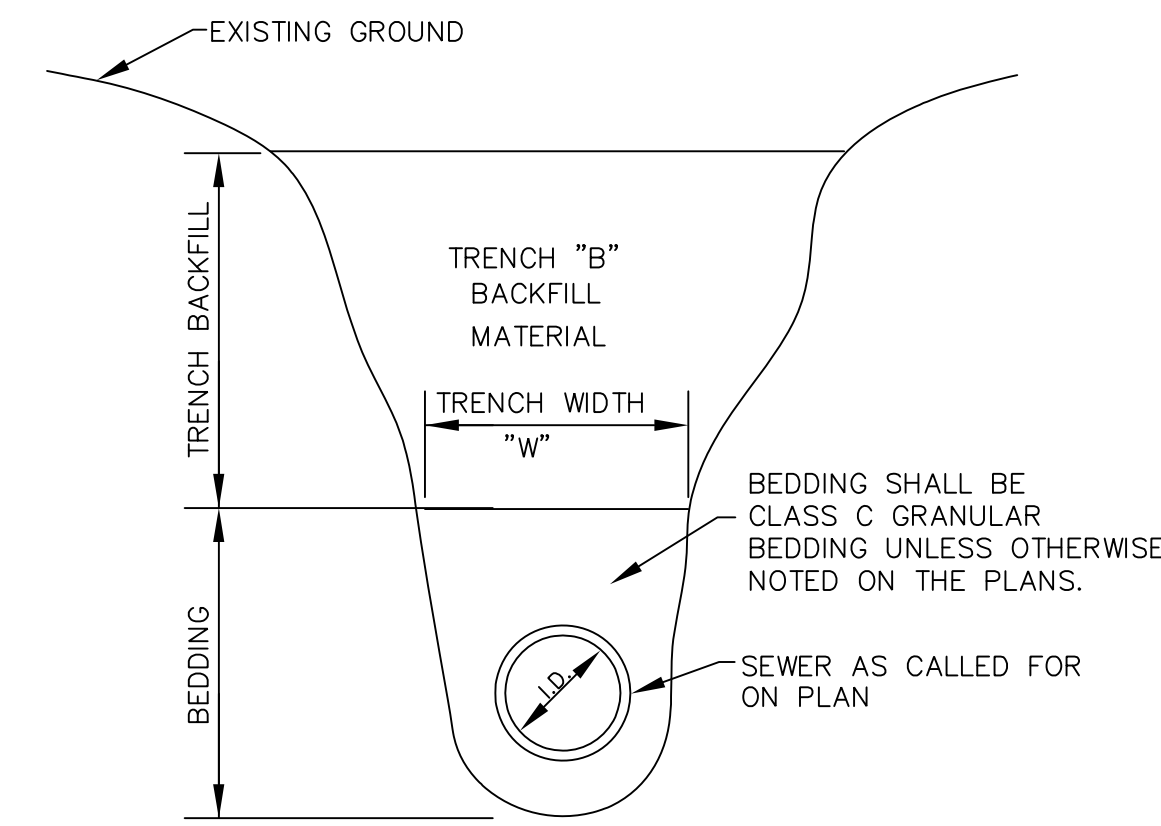 EXISTING GROUND
TRENCH BACKFILL
TRENCH "B"
BACKFILL
MATERIAL
TRENCH WIDTH
"W"
BEDDING SHALL BE
CLASS C GRANULAR
BEDDING UNLESS OTHERWISE
NOTED ON THE PLANS.
BEDDING
I.D.
SEWER AS CALLED FOR
ON PLAN